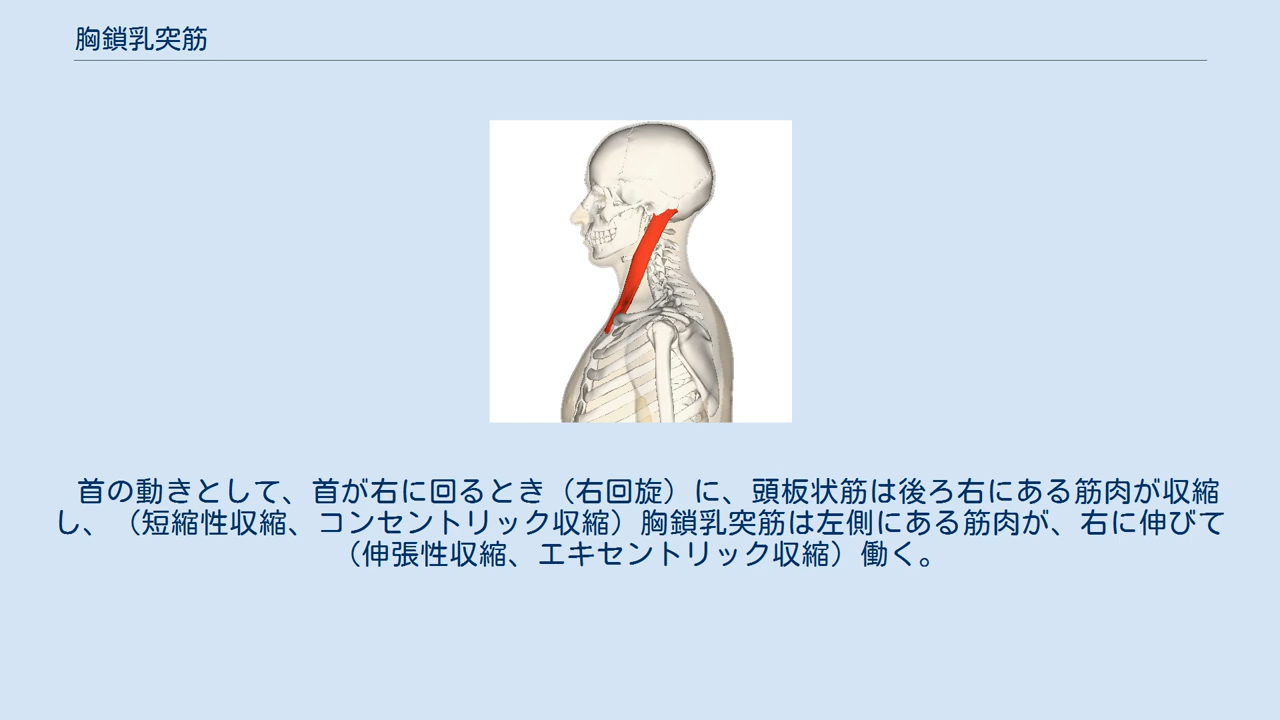 胸鎖乳突筋
首の動きとして、首が右に回るとき（右回旋）に、頭板状筋は後ろ右にある筋肉が収縮
し、（短縮性収縮、コンセントリック収縮）胸鎖乳突筋は左側にある筋肉が、右に伸びて
（伸張性収縮、エキセントリック収縮）働く。